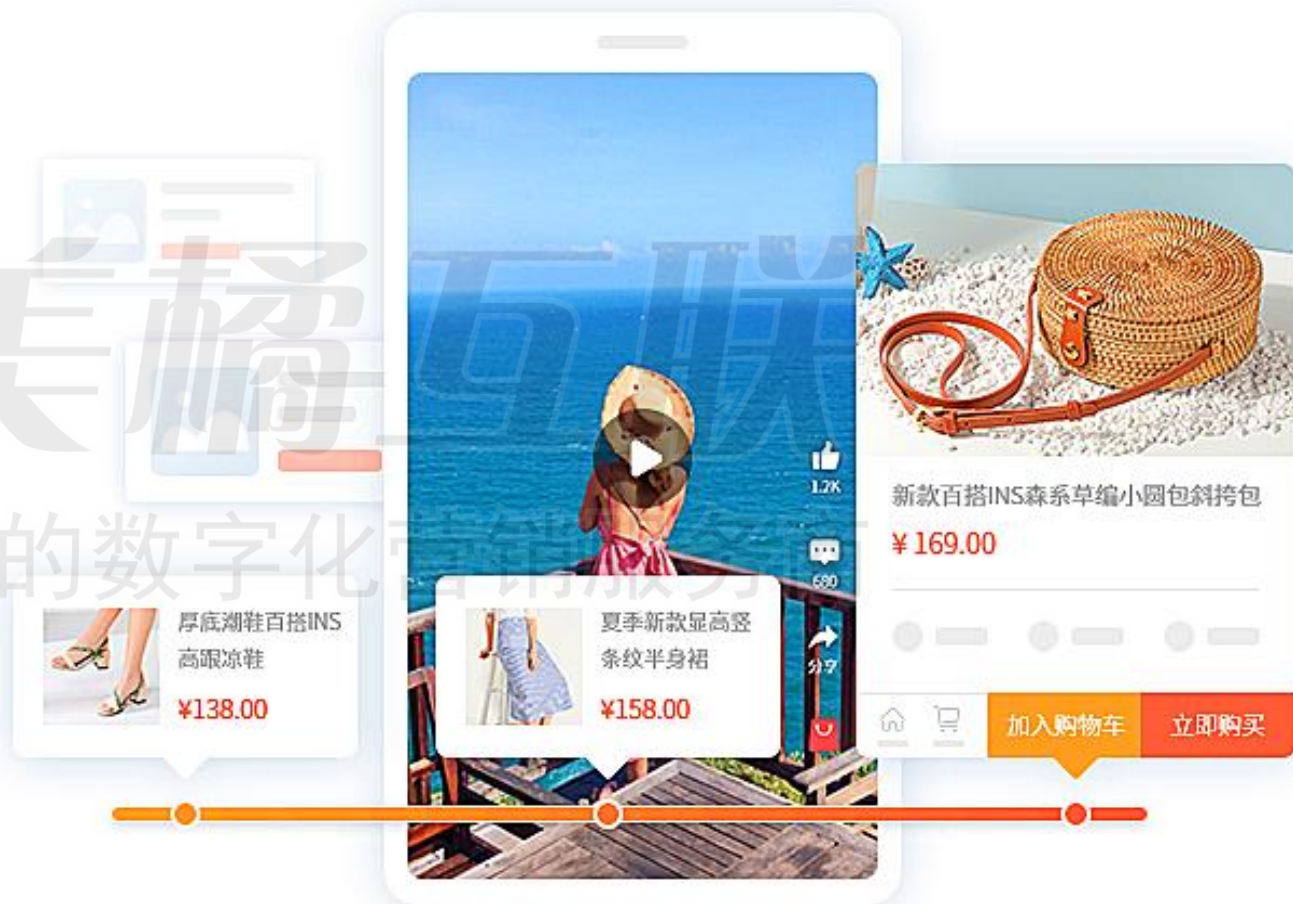 橘互联
的数字化营销服务商
1.2K
680
分享
厚底潮鞋百搭INS
高跟凉鞋
¥138.00
夏季新款显高竖
条纹半身裙
¥158.00
新款百搭INS森系草编小圆包斜挎包
¥ 169.00
加入购物车
立即购买